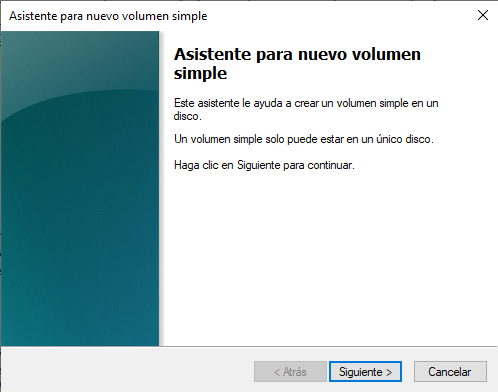 Asistente para nuevo volumen simple
Asistente para nuevo volumen
simple
Este asistente le ayuda a crear un volumen simple en un
disco.
Un volumen simple solo puede estar en un único disco.
Haga clic en Siguiente para continuar.
< Atrás
Siguiente >
Cancelar